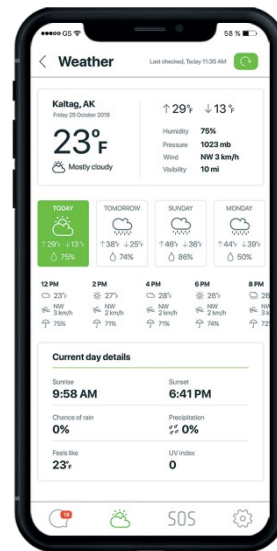 GS 58 %
Weather Last checked, Today 11:35 AM
Kaltag, AK
Friday 25 October 2019
23°F
Mostly cloudy
↑ 29°F ↓ 13°F
Humidity 75%
Pressure 1023 mb
Wind NW 3 km/h
Visibility 10 mi
TODAY TOMORROW SUNDAY MONDAY
↑29°F ↓13°F ↑38°F ↓25°F ↑46°F ↓36°F ↑44°F ↓39°F
75% 74% 86% 50%
12 PM 2 PM 4 PM 6 PM 8 PM
23°F 27°F 28°F 26°F
NW NW NW NW
3 km/h 2 km/h 2 km/h 2 km/h
75% 71% 71% 74%
Current day details
Sunrise Sunset
9:58 AM 6:41 PM
Chance of rain Precipitation
0% 0%
Feels like UV index
23°F 0
19 SOS